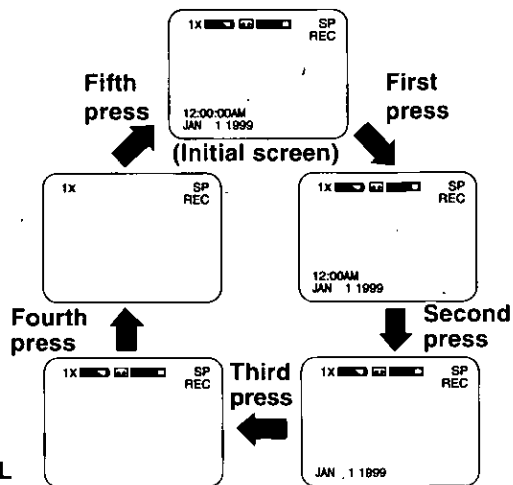 1X SP
REC
12:00:00AM
JAN 1 1999
(Initial screen)
First
press
1X SP
REC
12:00AM
JAN 1 1999
Second
press
1X SP
REC
JAN 1 1999
Third
press
1X SP
REC
Fourth
press
1X SP
REC
Fifth
press
L